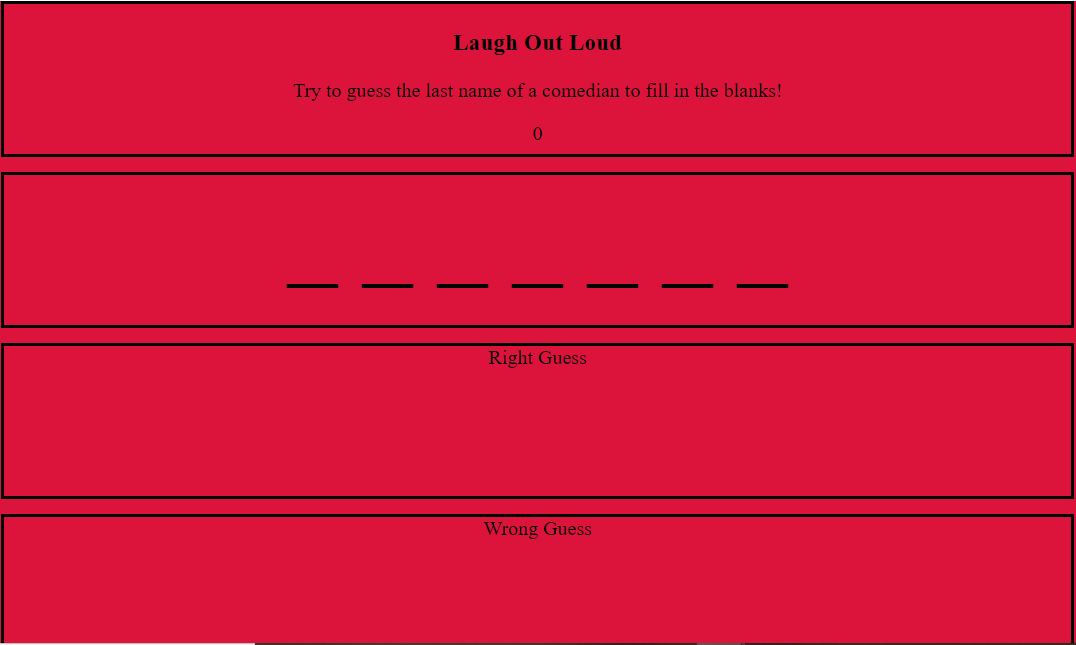 Laugh Out Loud
Try to guess the last name of a comedian to fill in the blanks!
0
_ _ _ _ _ _ _
Right Guess
Wrong Guess